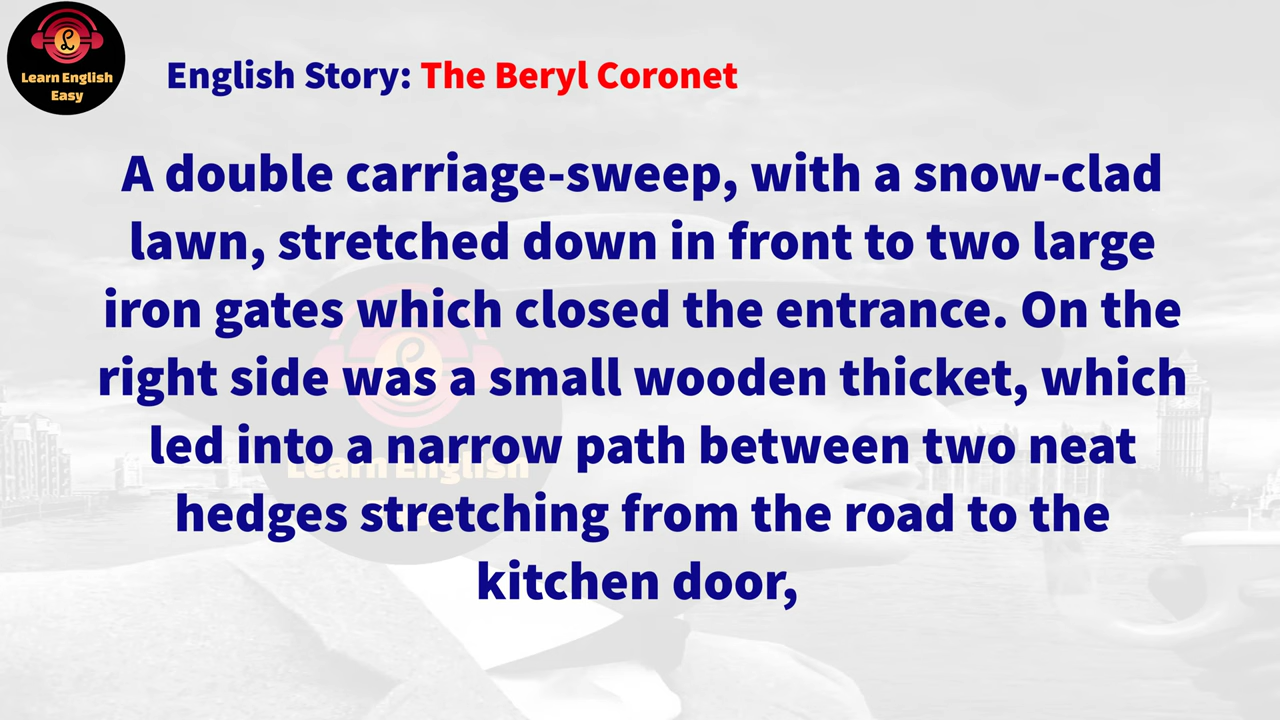 Learn English
Easy
English Story: The Beryl Coronet
A double carriage-sweep, with a snow-clad
lawn, stretched down in front to two large
iron gates which closed the entrance. On the
right side was a small wooden thicket, which
led into a narrow path between two neat
hedges stretching from the road to the
kitchen door,
Learn English